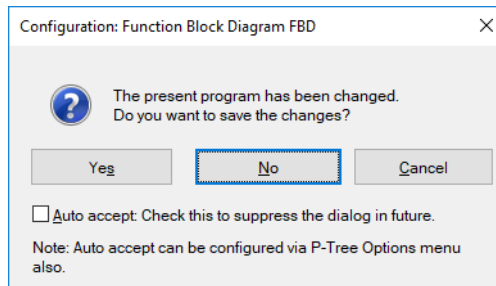 Configuration: Function Block Diagram FBD
The present program has been changed.
Do you want to save the changes?
Yes
No
Cancel
Auto accept: Check this to suppress the dialog in future.
Note: Auto accept can be configured via P-Tree Options menu
also.